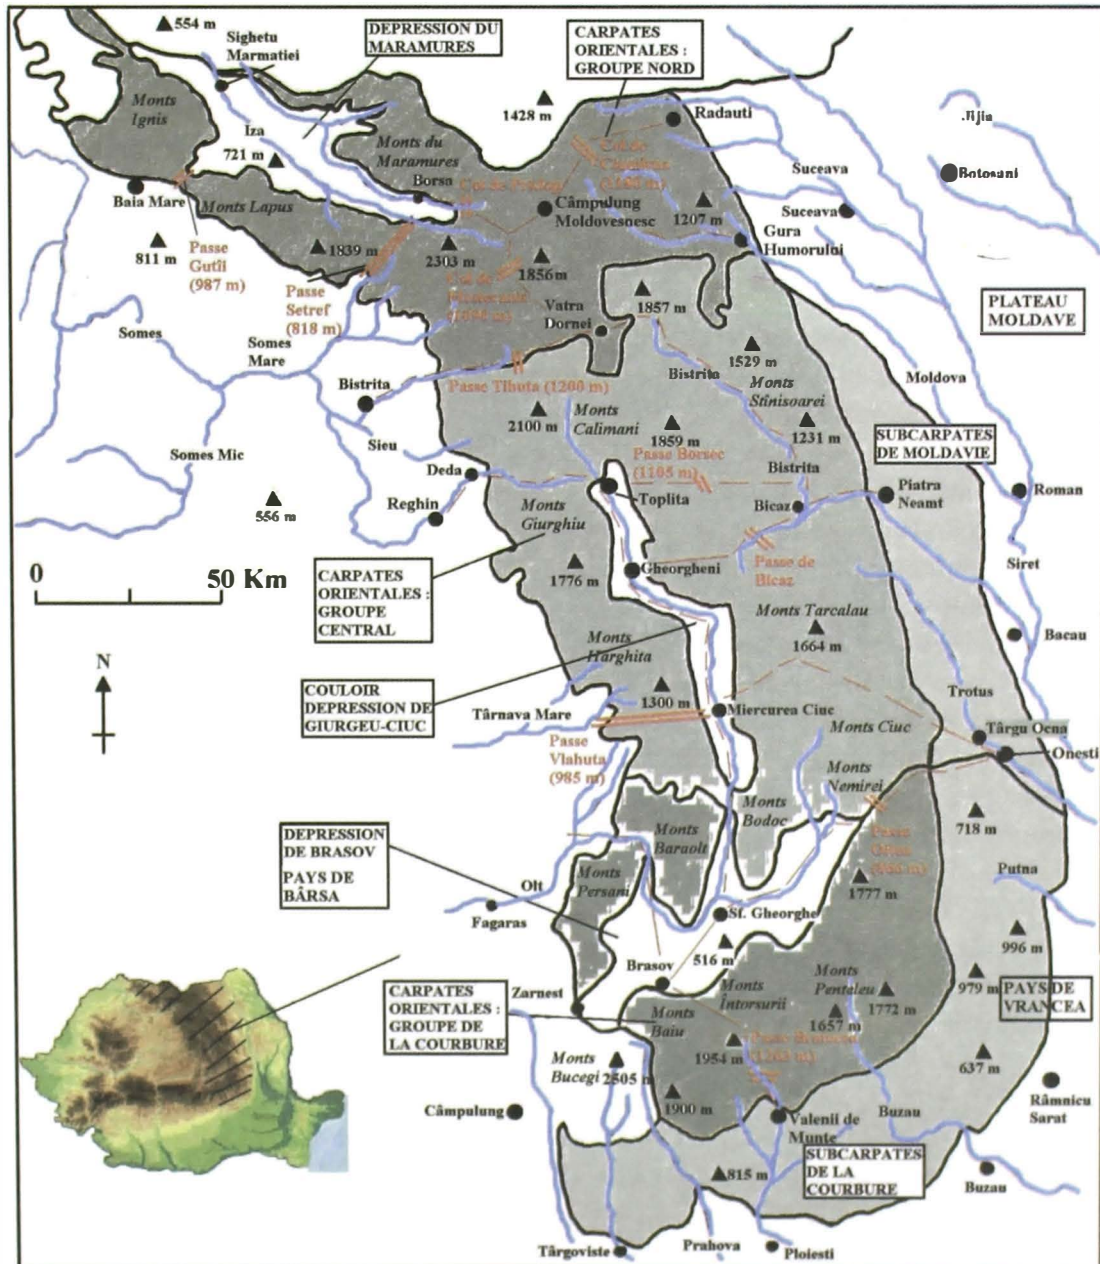 554 m
Sighetu
Marmatiei
DEPRESSION DU
MARAMURES
CARPATES
ORIENTALES :
GROUPE NORD
Monts
Ignis
Iza
721 m
1428 m
Radauti
Jijia
Monts du
Maramures
Borsa
Suceava
Botosani
Baia Mare
Monts Lapus
Câmpulung
Moldovesnesc
1207 m
Suceava
Gura
Humorului
811 m
Passe
Gutîi
(987 m)
1839 m
2303 m
1856 m
Passe
Setref
(818 m)
Vatra
Dornei
1857 m
PLATEAU
MOLDAVE
Somes
Somes
Mare
1529 m
Bistrita
Passe Tihuta (1200 m)
Bistrita
Monts
Stînisoarei
Moldova
2100 m
Monts
Calimani
1859 m
1231 m
SUBCARPATES
DE MOLDAVIE
Sieu
Somes Mic
Deda
Passe Borsec
(1105 m)
Bistrita
Toplita
Bicaz
Piatra
Neamt
Roman
556 m
Reghin
Monts
Giurghiu
0
50 Km
CARPATES
ORIENTALES :
GROUPE
CENTRAL
1776 m
Gheorgheni
Passe de
Bicaz
Siret
Monts Tarcalau
1664 m
Bacau
N
Monts
Harghita
COULOIR
DEPRESSION DE
GIURGEU-CIUC
1300 m
Târnava Mare
Miercurea Ciuc
Trotus
Târgu Ocna
Onesti
Passe
Vlahuta
(985 m)
Monts Ciuc
Monts
Nemirei
Monts
Bodoc
718 m
DEPRESSION
DE BRASOV
PAYS DE
BÂRSA
Monts
Baraolt
Passe
Monts
Persani
1777 m
Putna
Olt
Fagaras
Sf. Gheorghe
996 m
516 m
Brasov
979 m
PAYS DE
VRANCEA
Zarnest
CARPATES
ORIENTALES :
GROUPE DE
LA COURBURE
Monts
Întorsurii
Monts
Penteleu
1772 m
Monts
Baiu
1657 m
1954 m
Monts
Bucegi
2505 m
637 m
Câmpulung
1900 m
Valenii de
Munte
Buzau
Râmnicu
Sarat
815 m
SUBCARPATES
DE LA
COURBURE
Buzau
Târgoviste
Prahova
Ploiesti